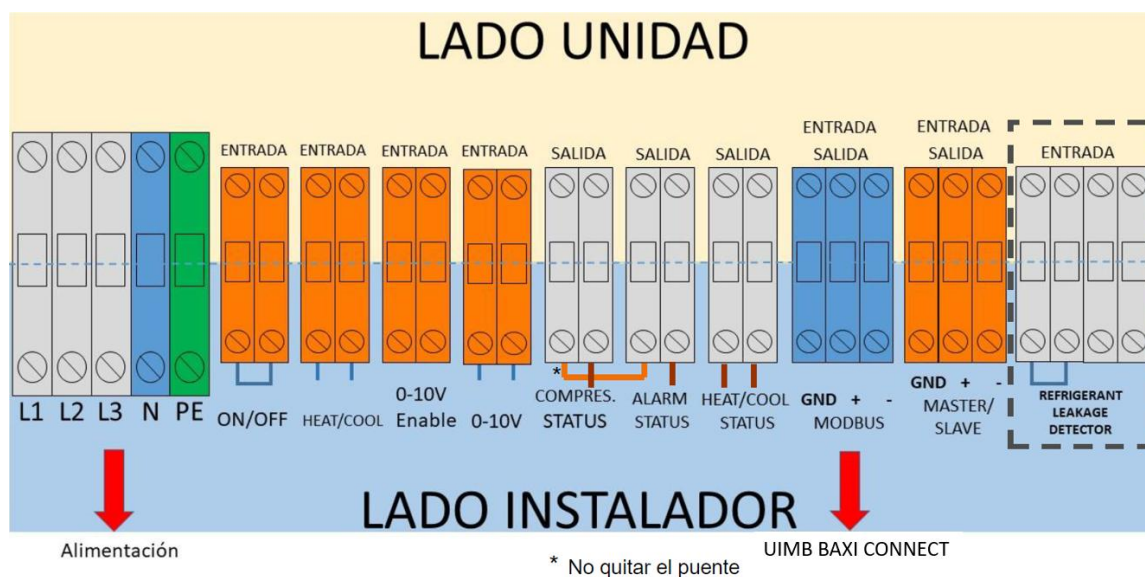 LADO UNIDAD
ENTRADA
ENTRADA
ENTRADA
ENTRADA
SALIDA
SALIDA
SALIDA
ENTRADA
SALIDA
ENTRADA
SALIDA
ENTRADA
L1 L2 L3 N PE
ON/OFF
HEAT/COOL
0-10V
Enable
0-10V
*
COMPRES.
STATUS
ALARM
STATUS
HEAT/COOL
STATUS
GND + -
MODBUS
GND + -
MASTER/
SLAVE
REFRIGERANT
LEAKAGE
DETECTOR
LADO INSTALADOR
Alimentación
* No quitar el puente
UIMB BAXI CONNECT